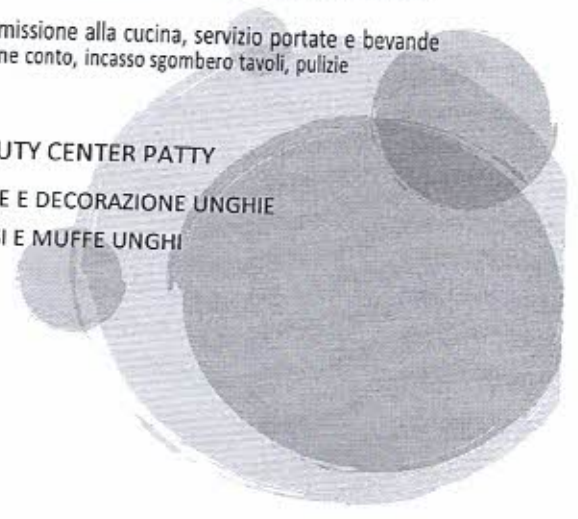 missione alla cucina, servizio portate e bevande
ne conto, incasso sgombero tavoli, pulizie
UTY CENTER PATTY
E E DECORAZIONE UNGHIE
I E MUFFE UNGHI